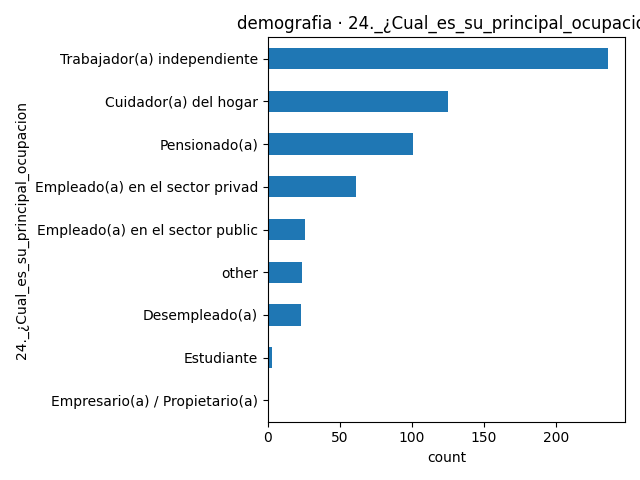 demografia · 24._¿Cual_es_su_principal_ocupacio
24._¿Cual_es_su_principal_ocupacion
Trabajador(a) independiente
Cuidador(a) del hogar
Pensionado(a)
Empleado(a) en el sector privad
Empleado(a) en el sector public
other
Desempleado(a)
Estudiante
Empresario(a) / Propietario(a)
0 50 100 150 200
count